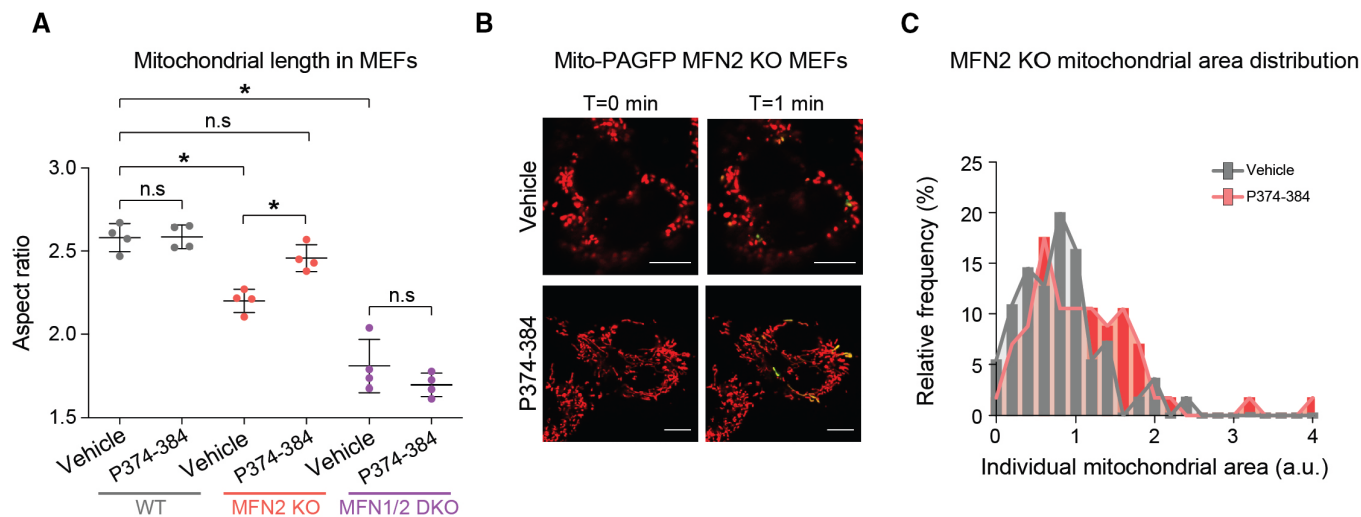 A
Mitochondrial length in MEFs
*
n.s
*
n.s
*
n.s
3.0
2.5
2.0
1.5
Aspect ratio
Vehicle
P374-384
Vehicle
P374-384
Vehicle
P374-384
WT
MFN2 KO
MFN1/2 DKO
B
Mito-PAGFP MFN2 KO MEFs
T=0 min
T=1 min
Vehicle
P374-384
C
MFN2 KO mitochondrial area distribution
Vehicle
P374-384
25
20
15
10
5
0
Relative frequency (%)
0
1
2
3
4
Individual mitochondrial area (a.u.)